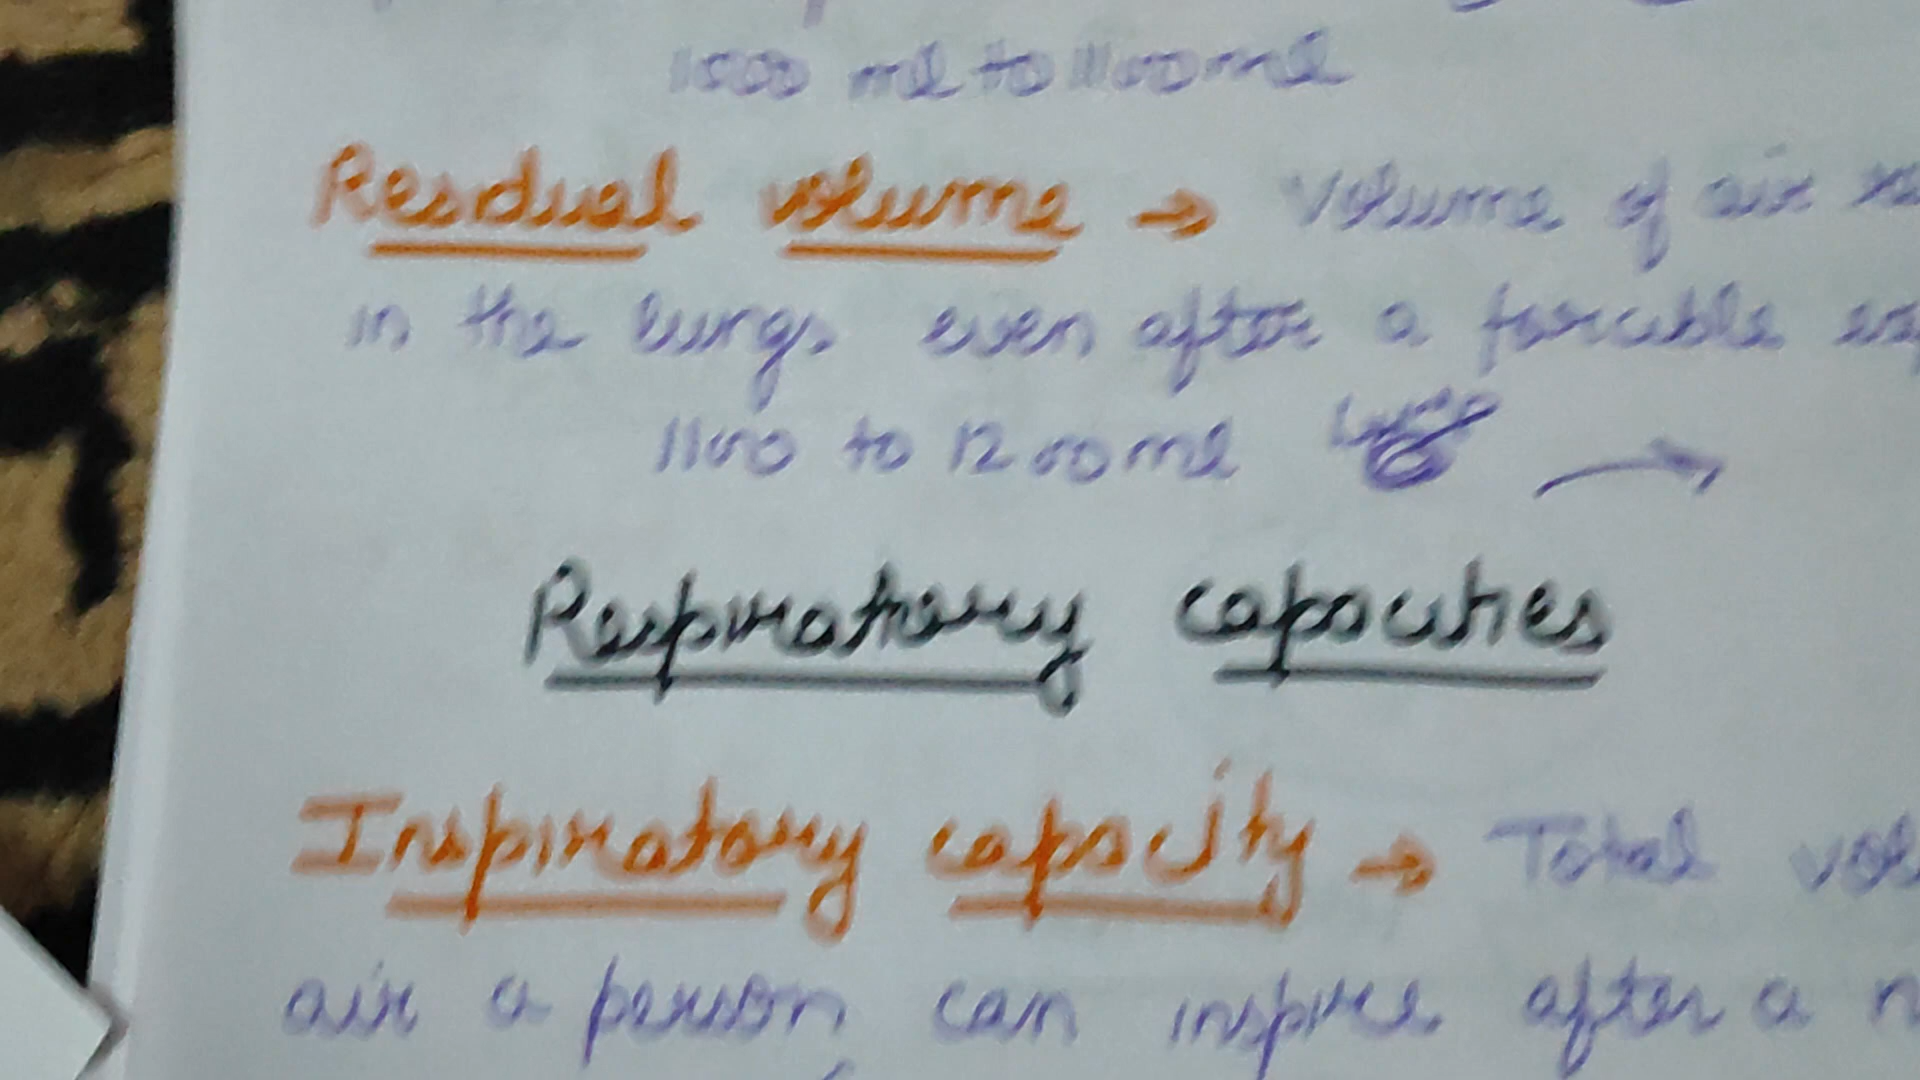 1000 ml to 1100 ml
Residual volume → Volume of air
in the lungs even after a forcible
1100 to 1200 ml
Respiratory capacities
Inspiratory capacity → Total
air a person can inspire after a